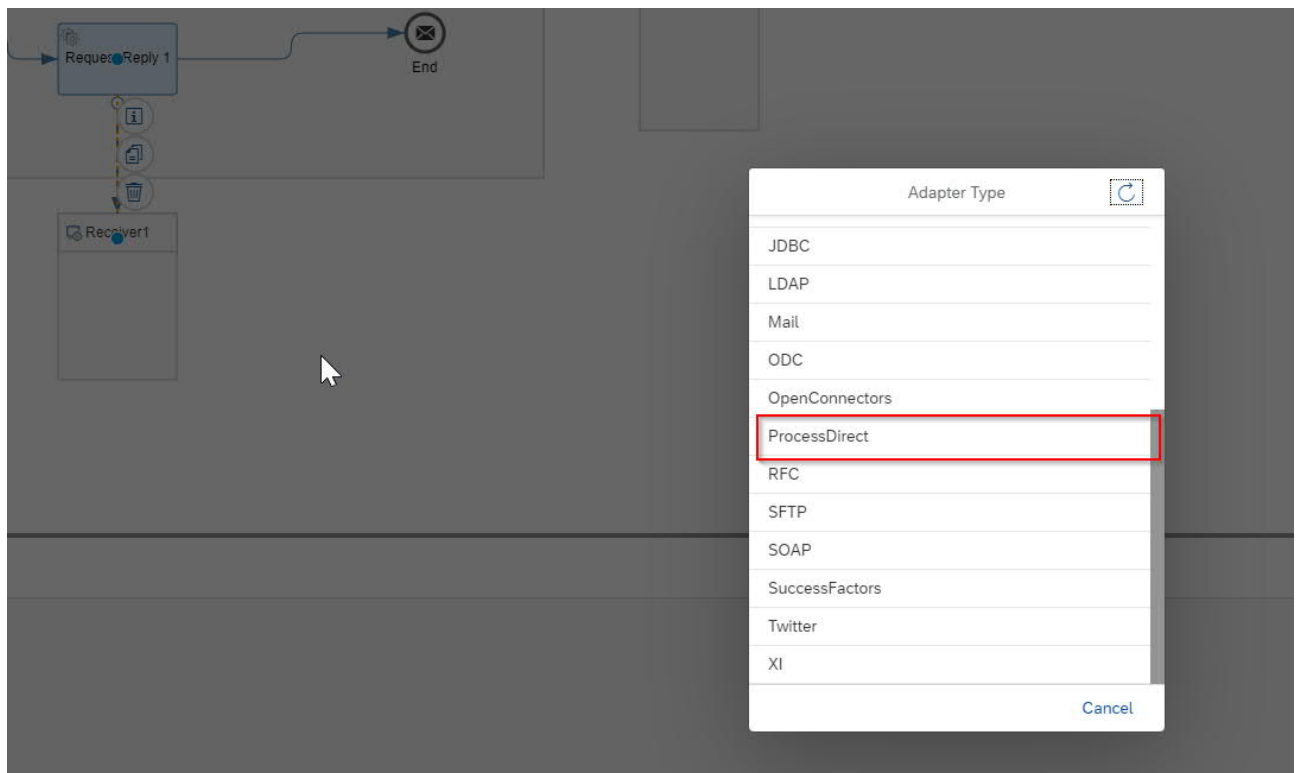 Request Reply 1
End
i
Receiver1
Adapter Type
JDBC
LDAP
Mail
ODC
OpenConnectors
ProcessDirect
RFC
SFTP
SOAP
SuccessFactors
Twitter
XI
Cancel